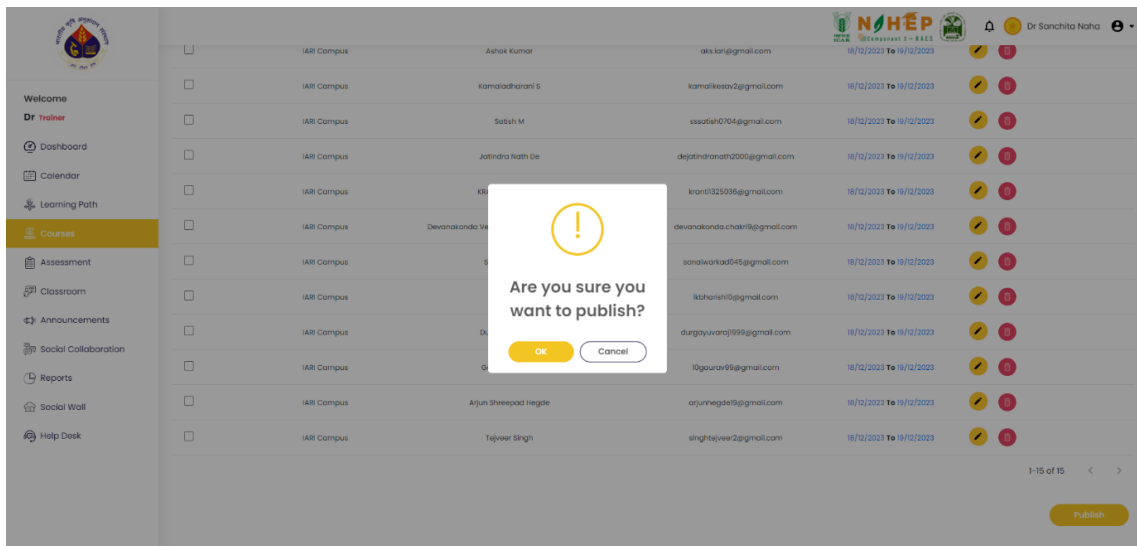 NAHEP
Component 2 - RAES
Dr Sanchita Naha
IARI Campus Ashok Kumar aks.iari@gmail.com 18/12/2023 To 19/12/2023
IARI Campus Kamaladharani S kamalikesav2@gmail.com 18/12/2023 To 19/12/2023
Welcome
Dr Trainer
IARI Campus Satish M sssatish0704@gmail.com 18/12/2023 To 19/12/2023
Dashboard
IARI Campus Jatindra Nath De dejatindranath2000@gmail.com 18/12/2023 To 19/12/2023
Calendar
IARI Campus kranti1325036@gmail.com 18/12/2023 To 19/12/2023
Learning Path
IARI Campus Devanakonda Ve devanakonda.chakri9@gmail.com 18/12/2023 To 19/12/2023
Courses
IARI Campus S sonalwarkad045@gmail.com 18/12/2023 To 19/12/2023
Assessment
Classroom
IARI Campus lkbharish10@gmail.com 18/12/2023 To 19/12/2023
Are you sure you
want to publish?
Announcements
IARI Campus Du durgayuvaraj1999@gmail.com 18/12/2023 To 19/12/2023
Social Collaboration
OK Cancel
IARI Campus 10gaurav99@gmail.com 18/12/2023 To 19/12/2023
Reports
IARI Campus Arjun Shreepad Hegde arjunhegde19@gmail.com 18/12/2023 To 19/12/2023
Social Wall
Help Desk
IARI Campus Tejveer Singh singhtejveer2@gmail.com 18/12/2023 To 19/12/2023
1-15 of 15
Publish